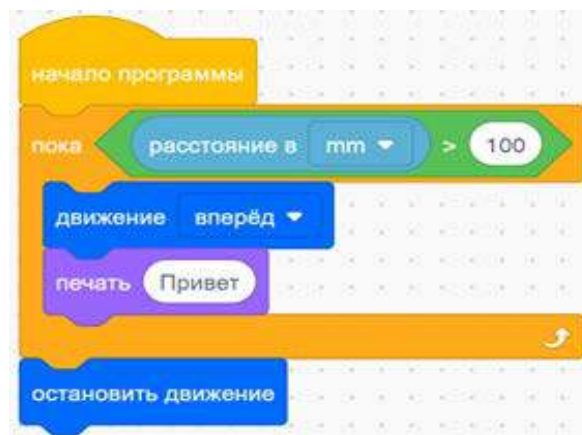 начало программы
пока расстояние в mm > 100
движение вперёд
печать Привет
остановить движение